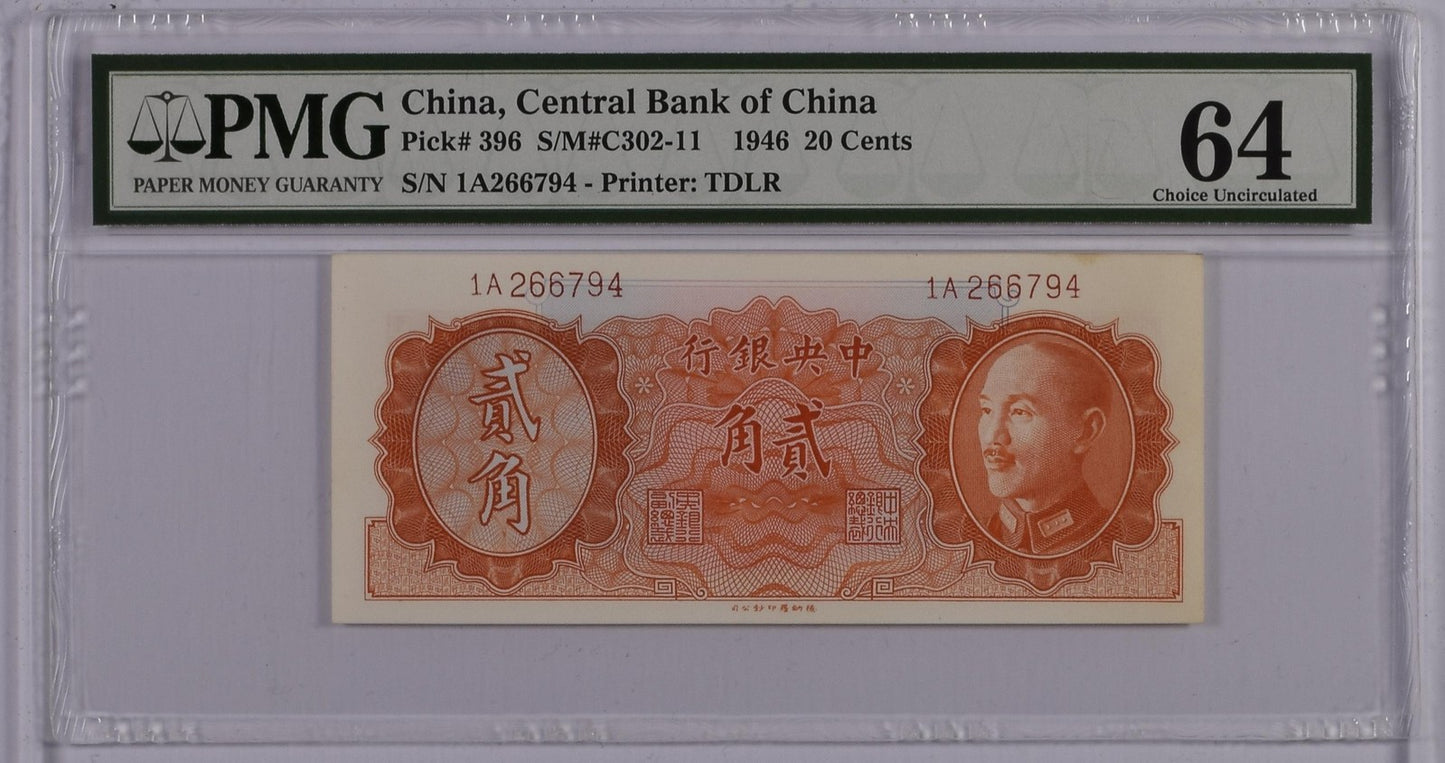 PMG
PAPER MONEY GUARANTY
China, Central Bank of China
Pick# 396 S/M#C302-11 1946 20 Cents
S/N 1A266794 - Printer: TDLR
64
Choice Uncirculated
1A266794
1A266794
中央銀行
貳角
貳角